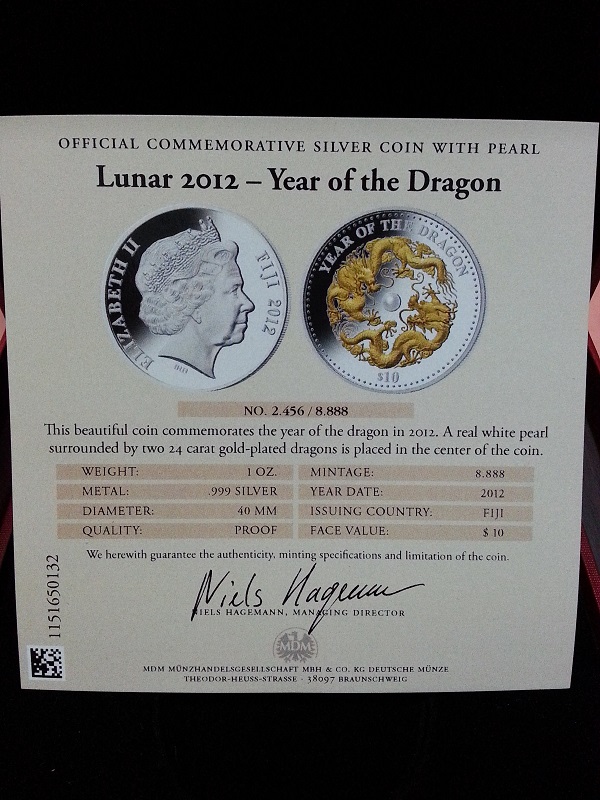 OFFICIAL COMMEMORATIVE SILVER COIN WITH PEARL
Lunar 2012 – Year of the Dragon
ELIZABETH II FIJI 2012
YEAR OF THE DRAGON
$10
NO. 2.456 / 8.888
This beautiful coin commemorates the year of the dragon in 2012. A real white pearl
surrounded by two 24 carat gold-plated dragons is placed in the center of the coin.
WEIGHT: 1 OZ. MINTAGE: 8.888
METAL: .999 SILVER YEAR DATE: 2012
DIAMETER: 40 MM ISSUING COUNTRY: FIJI
QUALITY: PROOF FACE VALUE: $ 10
We herewith guarantee the authenticity, minting specifications and limitation of the coin.
Niels Hagemann
NIELS HAGEMANN, MANAGING DIRECTOR
1151650132
MDM
MDM MÜNZHANDELSGESELLSCHAFT MBH & CO. KG DEUTSCHE MÜNZE
THEODOR-HEUSS-STRASSE · 38097 BRAUNSCHWEIG